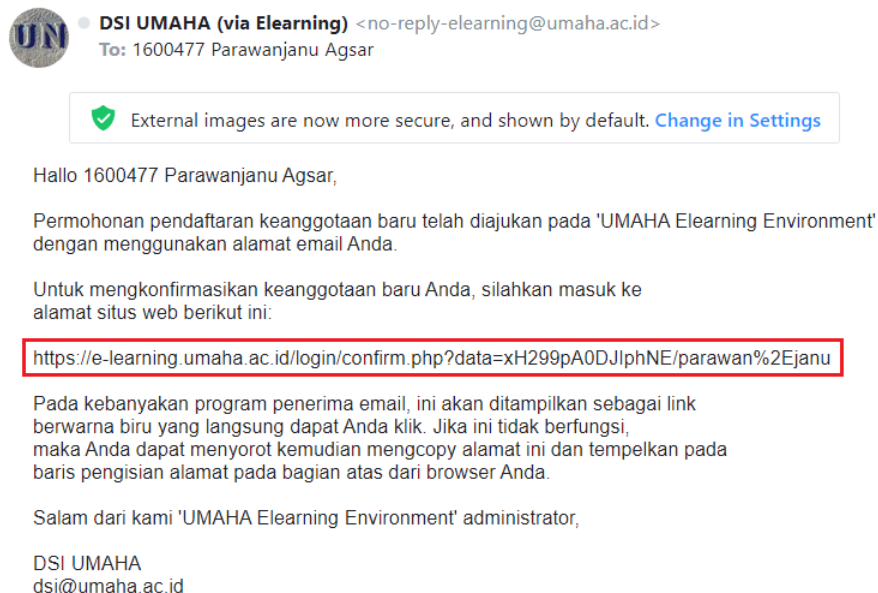 UN
DSI UMAHA (via Elearning) <no-reply-elearning@umaha.ac.id>
To: 1600477 Parawanjanu Agsar
External images are now more secure, and shown by default. Change in Settings
Hallo 1600477 Parawanjanu Agsar,
Permohonan pendaftaran keanggotaan baru telah diajukan pada 'UMAHA Elearning Environment'
dengan menggunakan alamat email Anda.
Untuk mengkonfirmasikan keanggotaan baru Anda, silahkan masuk ke
alamat situs web berikut ini:
https://e-learning.umaha.ac.id/login/confirm.php?data=xH299pA0DJIphNE/parawan%2Ejanu
Pada kebanyakan program penerima email, ini akan ditampilkan sebagai link
berwarna biru yang langsung dapat Anda klik. Jika ini tidak berfungsi,
maka Anda dapat menyorot kemudian mengcopy alamat ini dan tempelkan pada
baris pengisian alamat pada bagian atas dari browser Anda.
Salam dari kami 'UMAHA Elearning Environment' administrator,
DSI UMAHA
dsi@umaha.ac.id